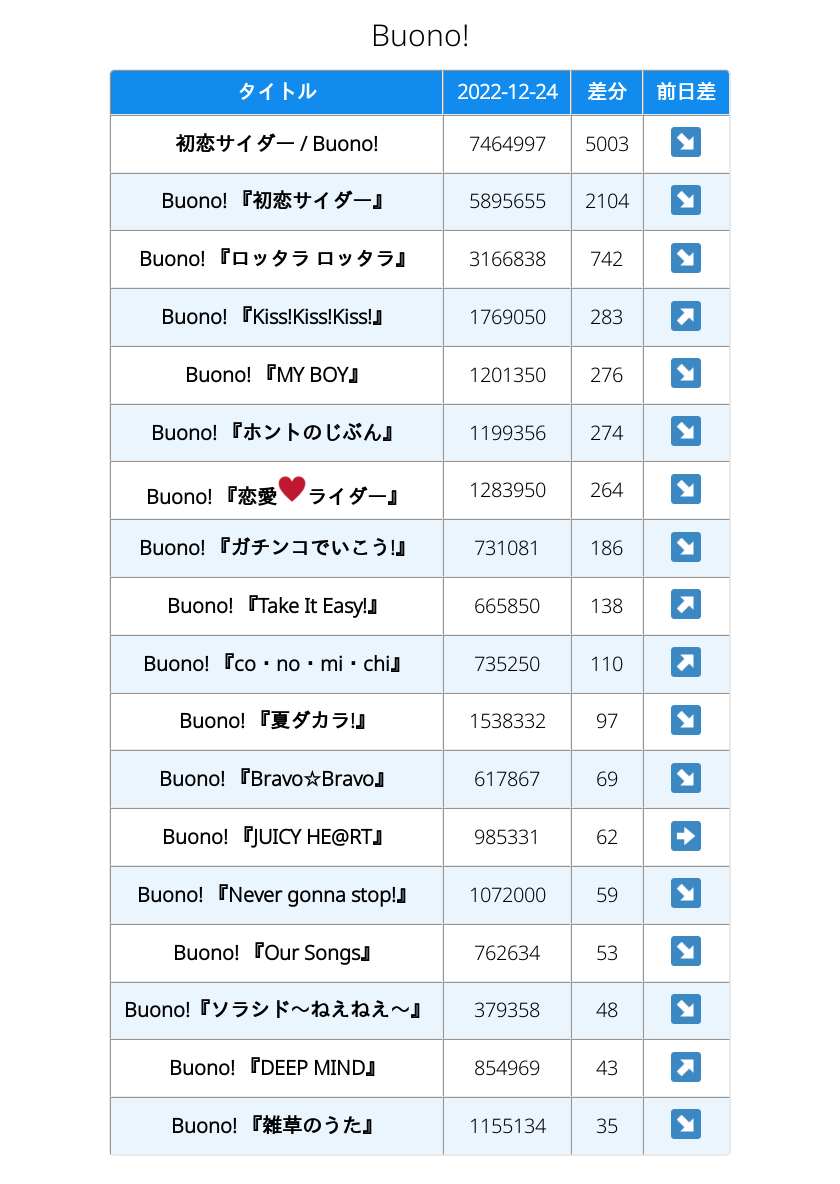 Buono!
タイトル 2022-12-24 差分 前日差
初恋サイダー / Buono! 7464997 5003 ↘
Buono! 『初恋サイダー』 5895655 2104 ↘
Buono! 『ロッタラ ロッタラ』 3166838 742 ↘
Buono! 『Kiss!Kiss!Kiss!』 1769050 283 ↗
Buono! 『MY BOY』 1201350 276 ↘
Buono! 『ホントのじぶん』 1199356 274 ↘
Buono! 『恋愛♥ライダー』 1283950 264 ↘
Buono! 『ガチンコでいこう!』 731081 186 ↘
Buono! 『Take It Easy!』 665850 138 ↗
Buono! 『co・no・mi・chi』 735250 110 ↗
Buono! 『夏ダカラ!』 1538332 97 ↘
Buono! 『Bravo☆Bravo』 617867 69 ↘
Buono! 『JUICY HE@RT』 985331 62 ➡
Buono! 『Never gonna stop!』 1072000 59 ↘
Buono! 『Our Songs』 762634 53 ↘
Buono!『ソラシド〜ねえねえ〜』 379358 48 ↘
Buono! 『DEEP MIND』 854969 43 ↗
Buono! 『雑草のうた』 1155134 35 ↘